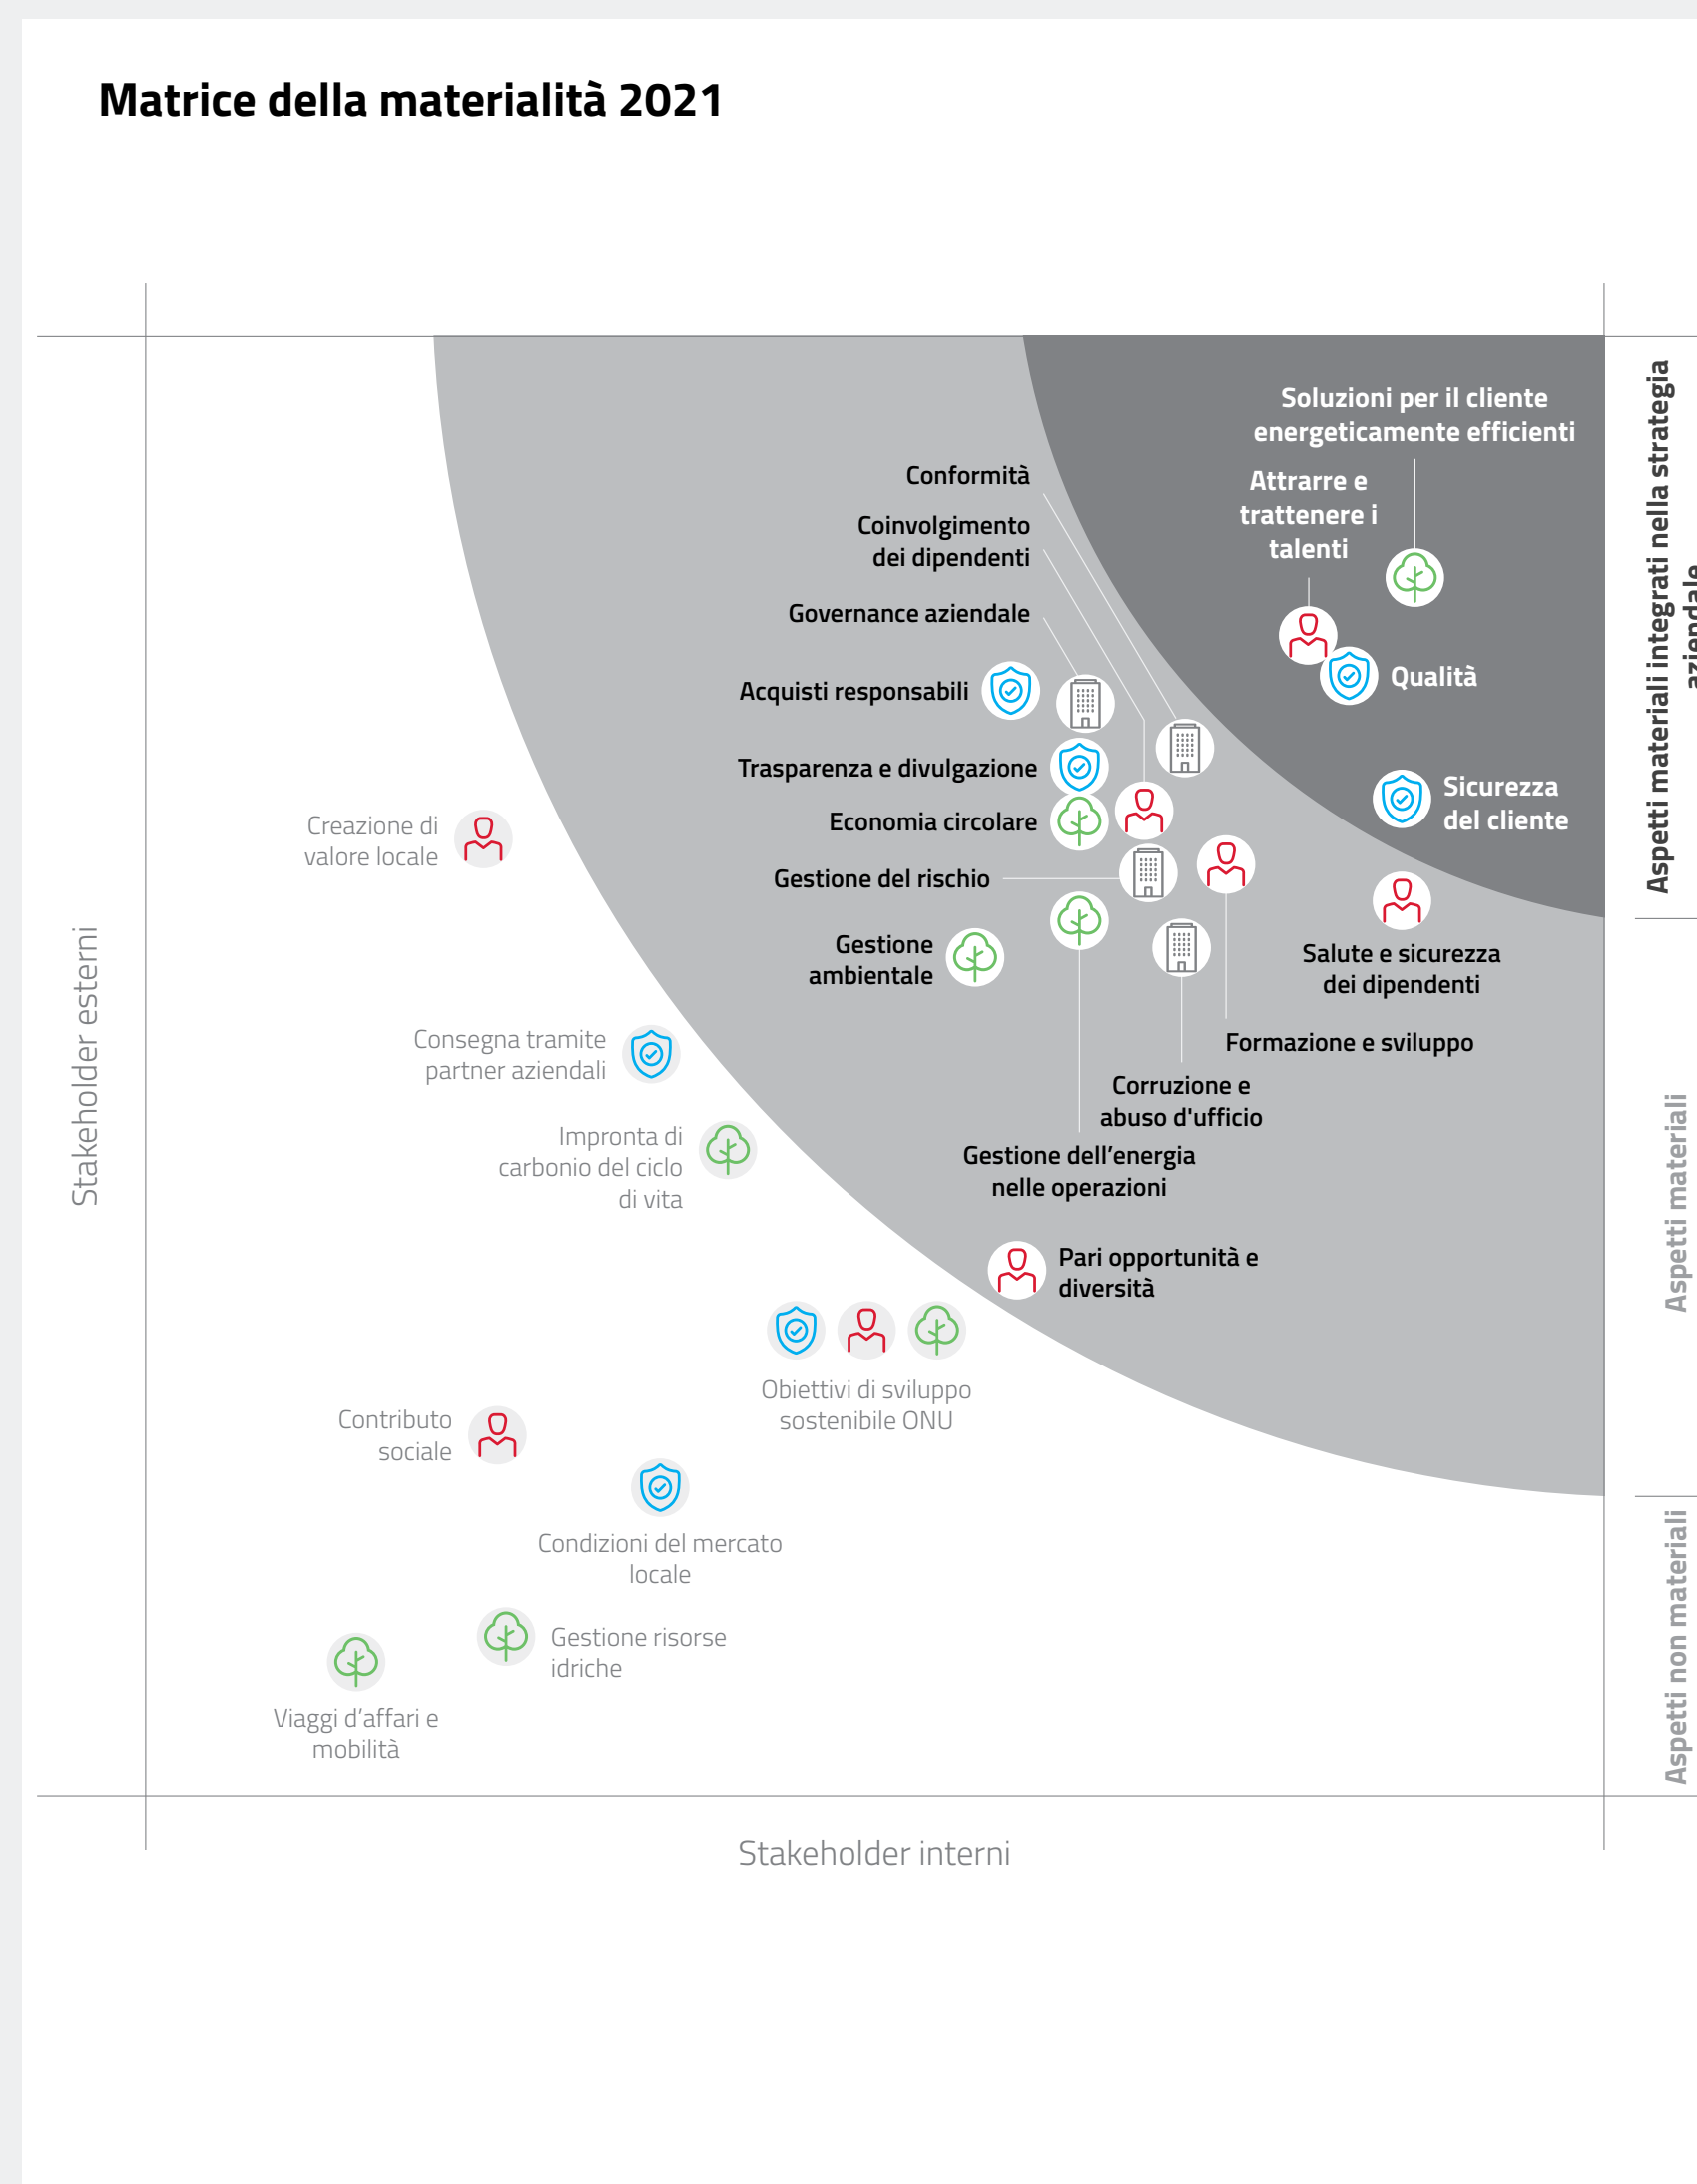 Matrice della materialità 2021
Soluzioni per il cliente
energeticamente efficienti
Attrarre e
trattenere i
talenti
Qualità
Sicurezza
del cliente
Conformità
Coinvolgimento
dei dipendenti
Governance aziendale
Acquisti responsabili
Trasparenza e divulgazione
Economia circolare
Gestione del rischio
Gestione
ambientale
Salute e sicurezza
dei dipendenti
Formazione e sviluppo
Corruzione e
abuso d'ufficio
Gestione dell’energia
nelle operazioni
Pari opportunità e
diversità
Creazione di
valore locale
Consegna tramite
partner aziendali
Impronta di
carbonio del ciclo
di vita
Obiettivi di sviluppo
sostenibile ONU
Contributo
sociale
Condizioni del mercato
locale
Gestione risorse
idriche
Viaggi d’affari e
mobilità
Stakeholder esterni
Stakeholder interni
Aspetti materiali integrati nella strategia
aziendale
Aspetti materiali
Aspetti non materiali